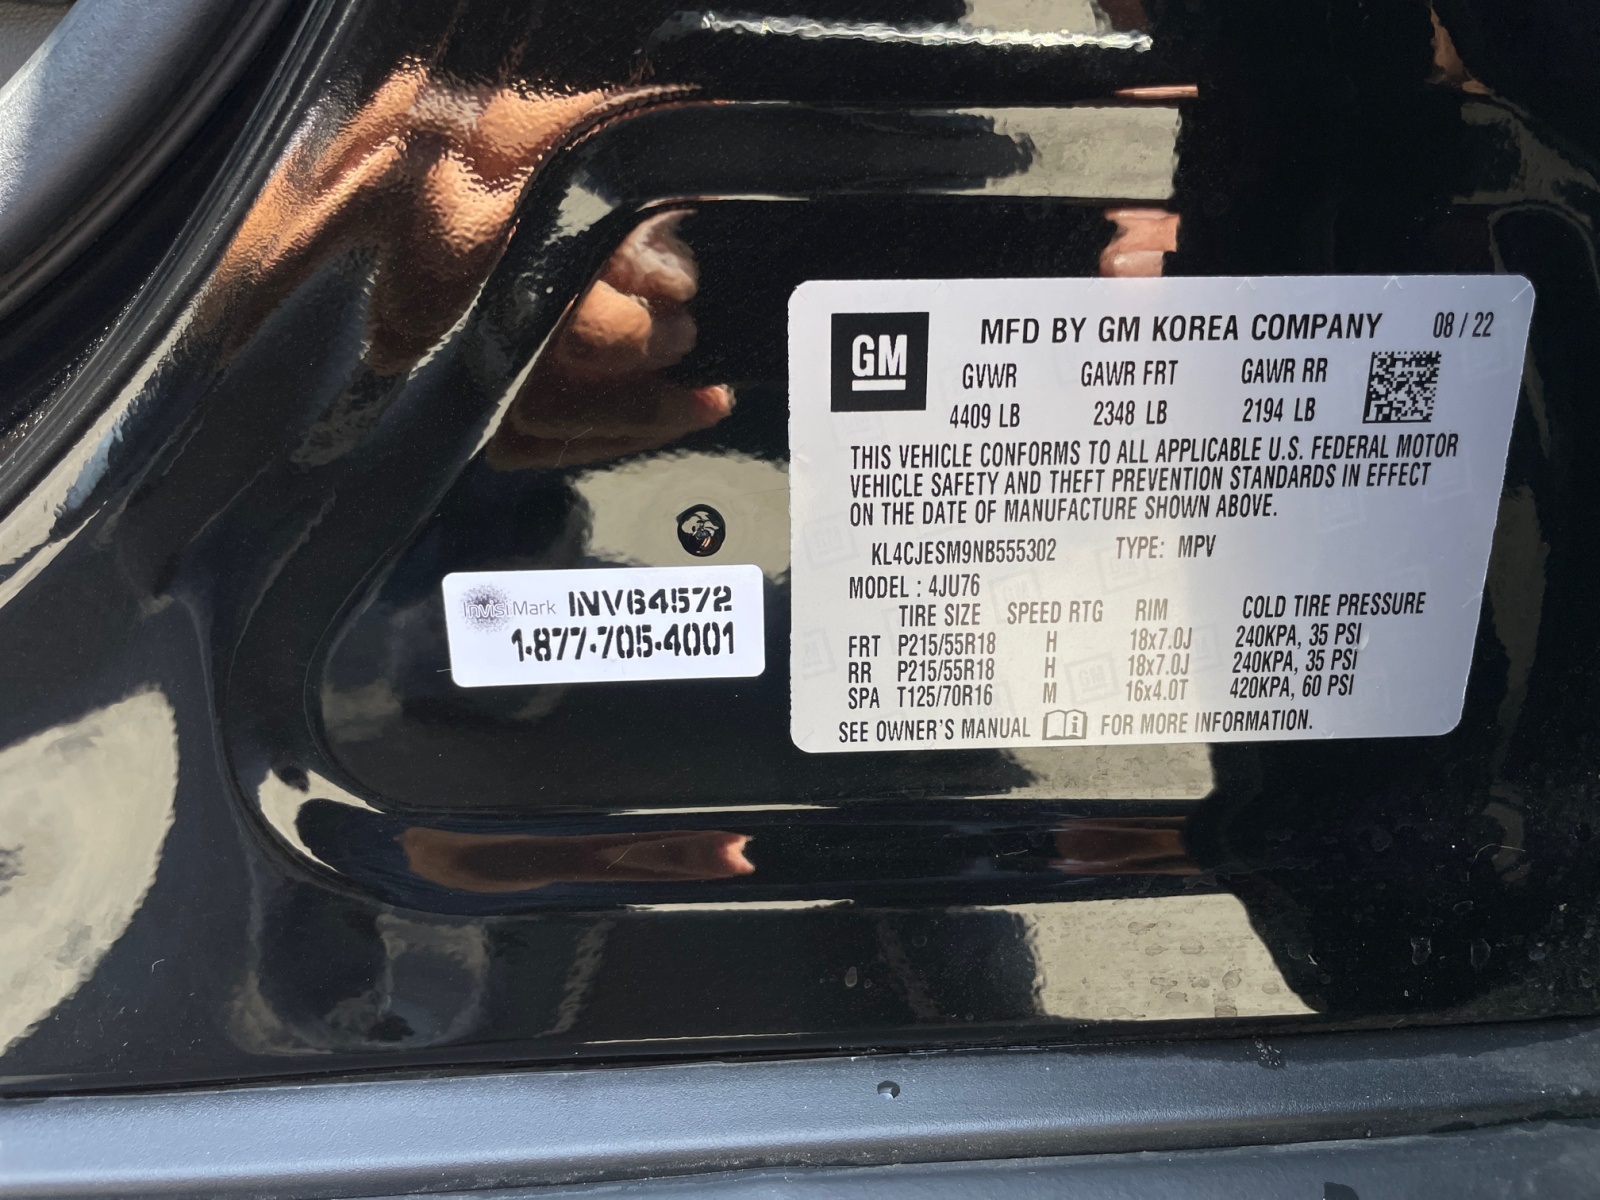 GM
MFD BY GM KOREA COMPANY 08 / 22
GVWR GAWR FRT GAWR RR
4409 LB 2348 LB 2194 LB
THIS VEHICLE CONFORMS TO ALL APPLICABLE U.S. FEDERAL MOTOR
VEHICLE SAFETY AND THEFT PREVENTION STANDARDS IN EFFECT
ON THE DATE OF MANUFACTURE SHOWN ABOVE.
KL4CJESM9NB555302 TYPE: MPV
MODEL : 4JU76
TIRE SIZE SPEED RTG RIM COLD TIRE PRESSURE
FRT P215/55R18 H 18x7.0J 240KPA, 35 PSI
RR P215/55R18 H 18x7.0J 240KPA, 35 PSI
SPA T125/70R16 M 16x4.0T 420KPA, 60 PSI
SEE OWNER'S MANUAL FOR MORE INFORMATION.
InvisiMark INV64572
1-877-705-4001